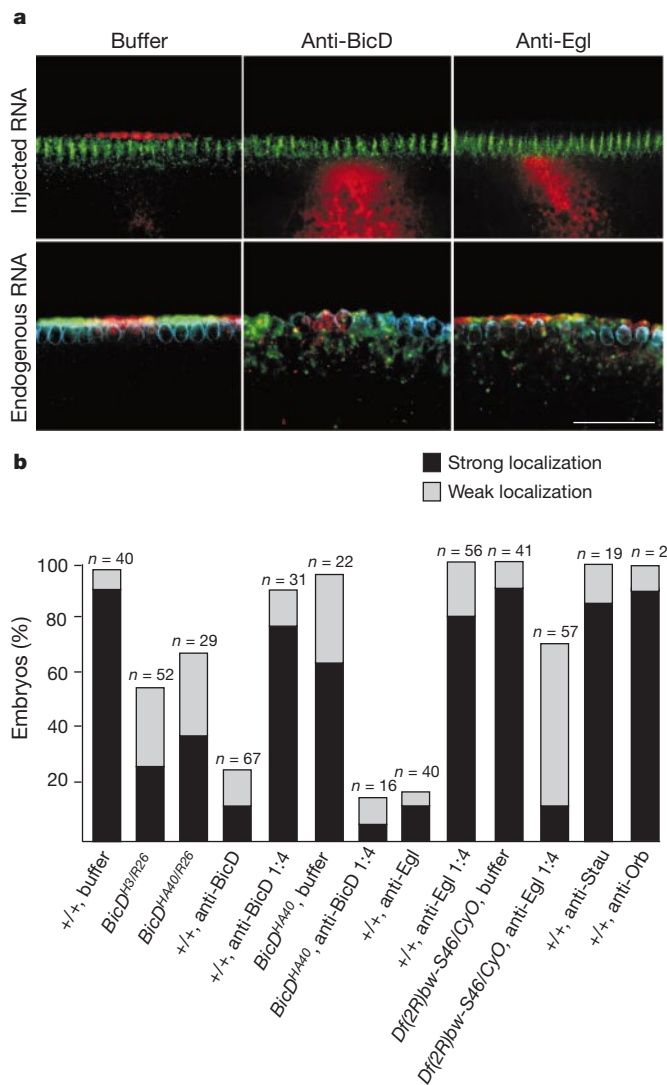 a
Buffer
Anti-BicD
Anti-Egl
Injected RNA
Endogenous RNA
b
Strong localization
Weak localization
Embryos (%)
100
80
60
40
20
n = 40
n = 52
n = 29
n = 67
n = 31
n = 22
n = 16
n = 40
n = 56
n = 41
n = 57
n = 19
n = 2
+/+, buffer
BicD^H3/R26
BicD^HA40/R26
+/+, anti-BicD
+/+, anti-BicD 1:4
BicD^HA40, buffer
BicD^HA40, anti-BicD 1:4
+/+, anti-Egl
+/+, anti-Egl 1:4
Df(2R)bw-S46/CyO, buffer
Df(2R)bw-S46/CyO, anti-Egl 1:4
+/+, anti-Stau
+/+, anti-Orb